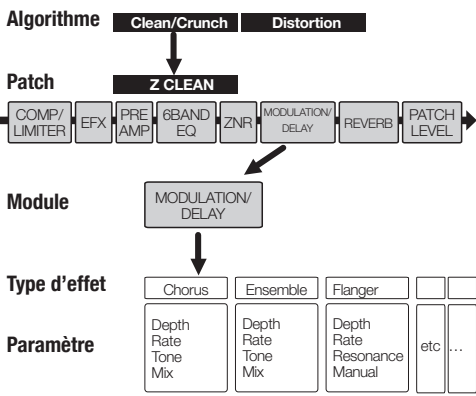 Algorithme Clean/Crunch Distortion
Patch Z CLEAN
COMP/ LIMITER EFX PRE AMP 6BAND EQ ZNR MODULATION/ DELAY REVERB PATCH LEVEL
Module MODULATION/ DELAY
Type d'effet Chorus Ensemble Flanger
Paramètre
Depth Depth Depth
Rate Rate Rate
Tone Tone Resonance
Mix Mix Manual
etc ...